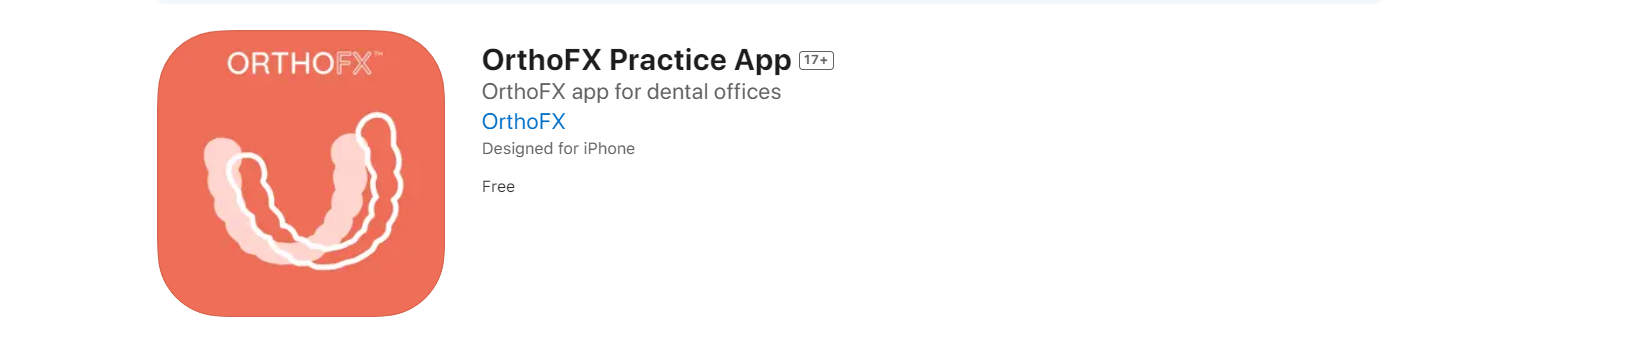 ORTHOFX™
OrthoFX Practice App 17+
OrthoFX app for dental offices
OrthoFX
Designed for iPhone
Free